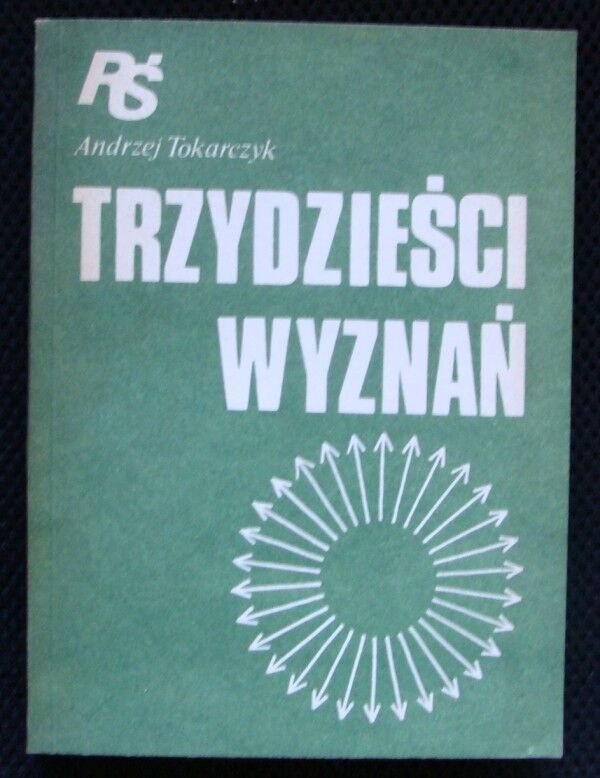 RŚ
Andrzej Tokarczyk
TRZYDZIEŚCI
WYZNAŃ